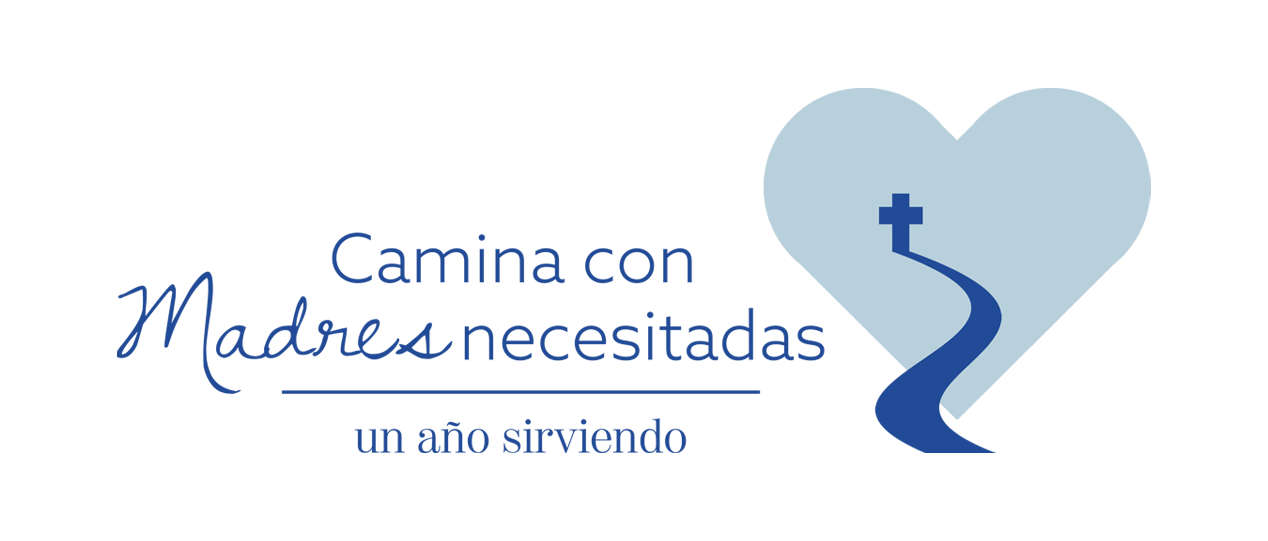 Camina con
Madres necesitadas
un año sirviendo